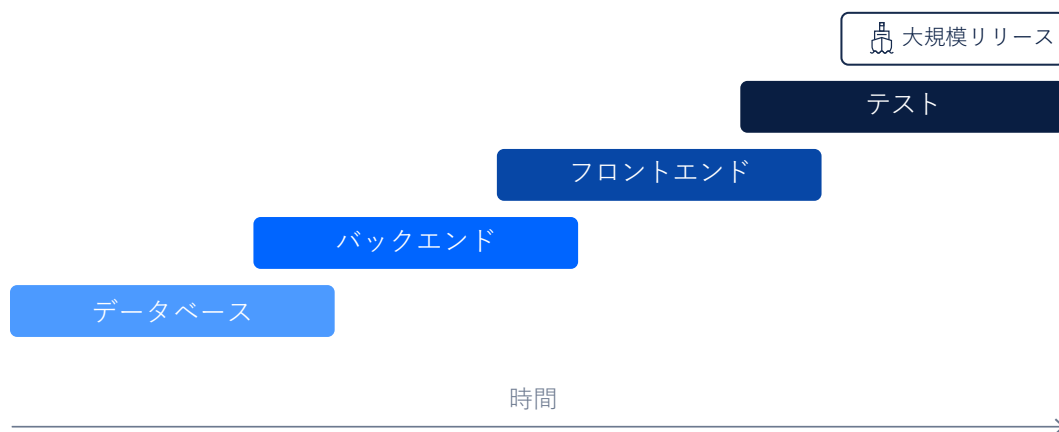 大規模リリース
テスト
フロントエンド
バックエンド
データベース
時間